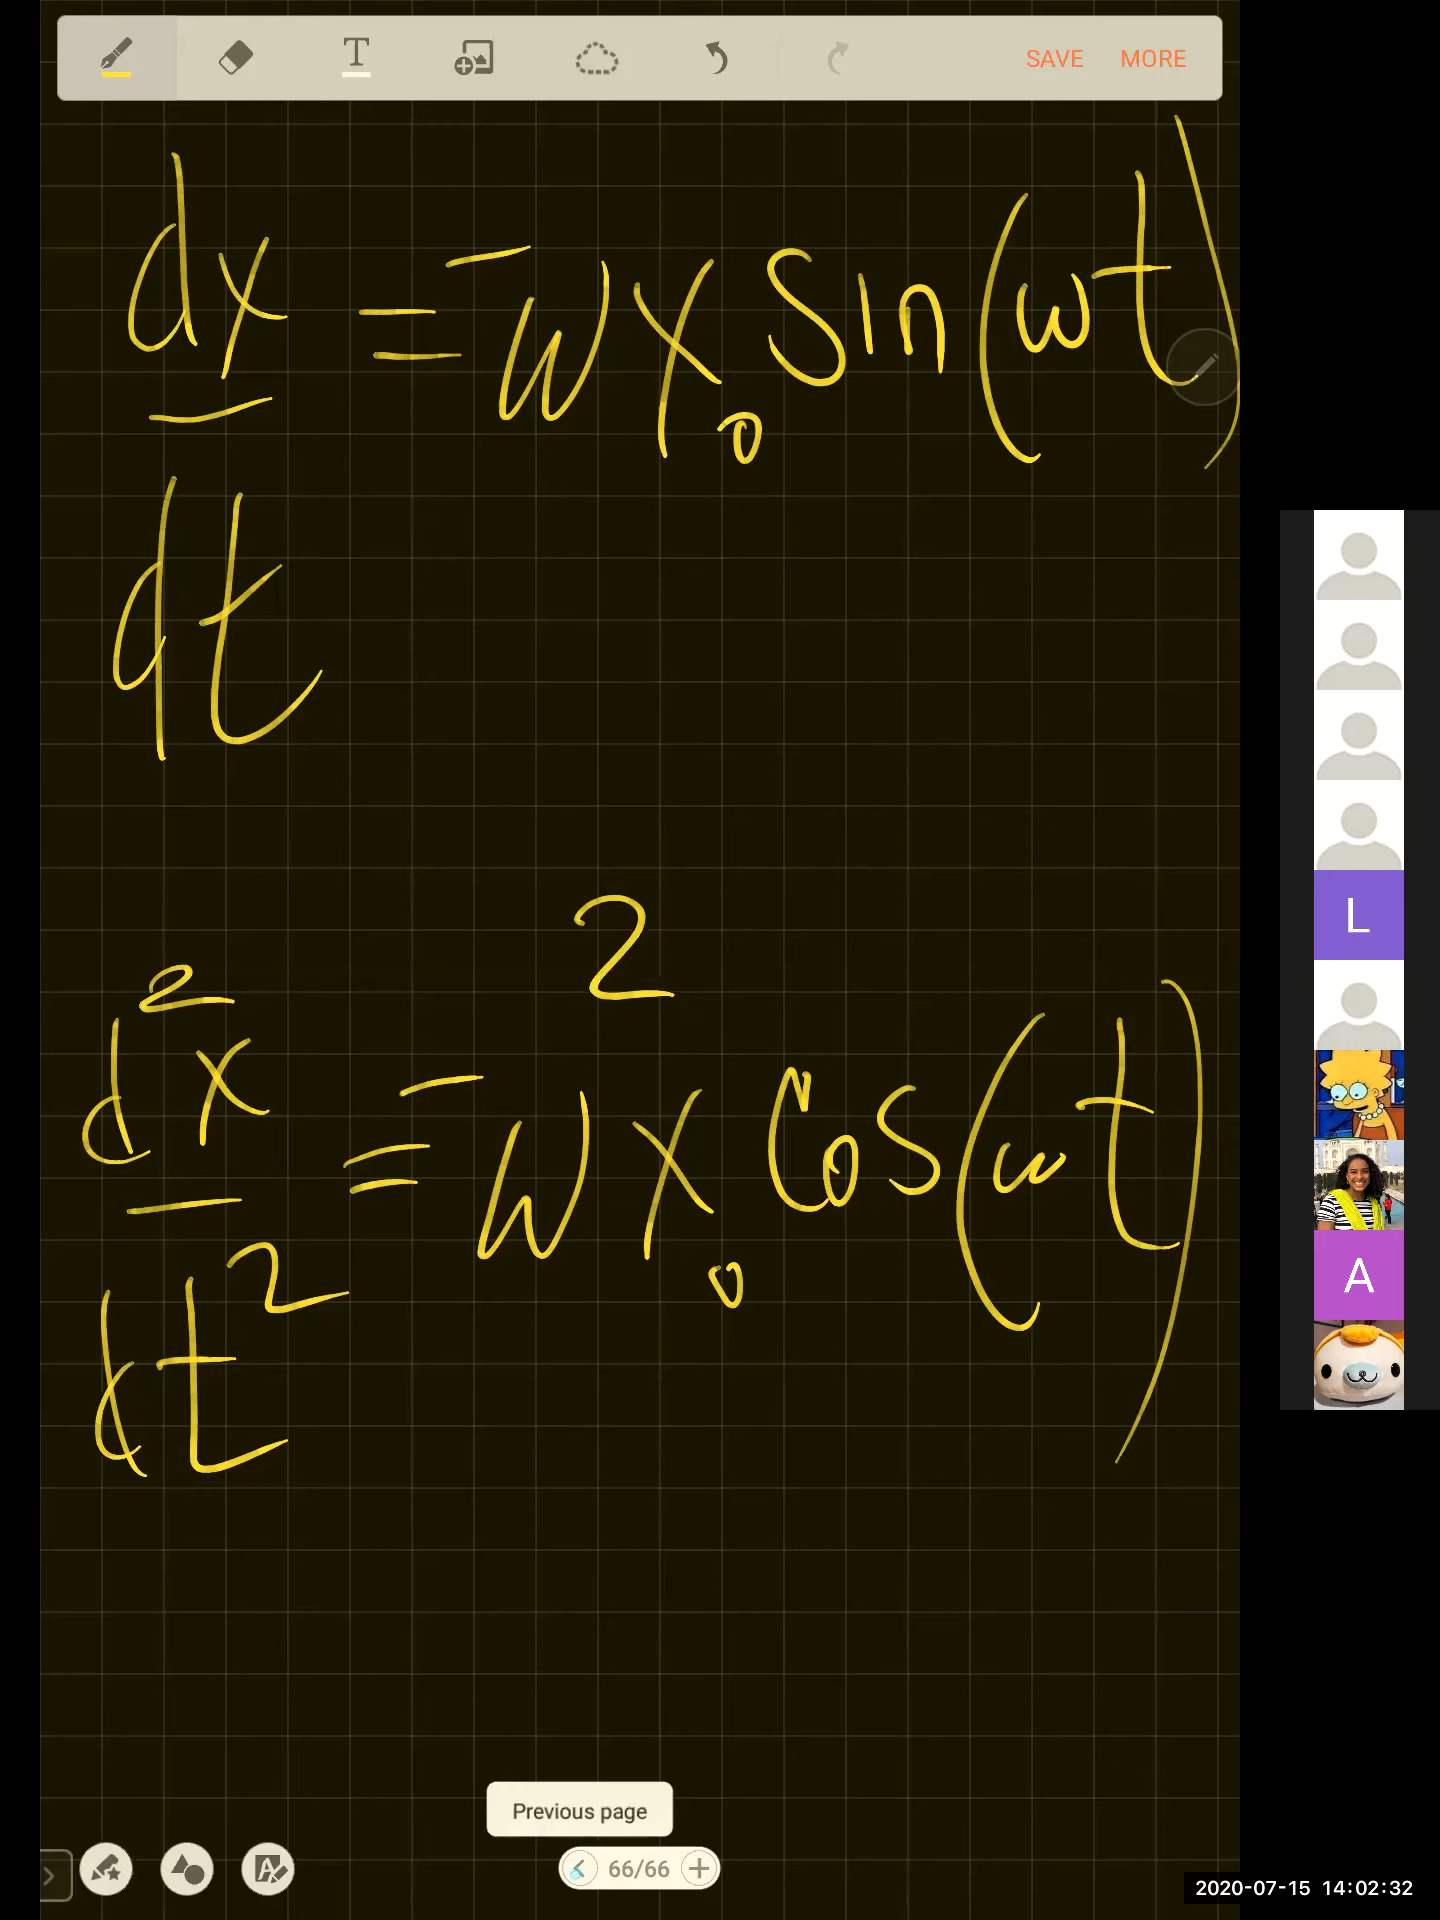 T SAVE MORE
dx/dt = -ωx₀ sin(ωt)
d²x/dt² = -ω²x₀ cos(ωt)
L
A
Previous page
66/66
2020-07-15 14:02:32